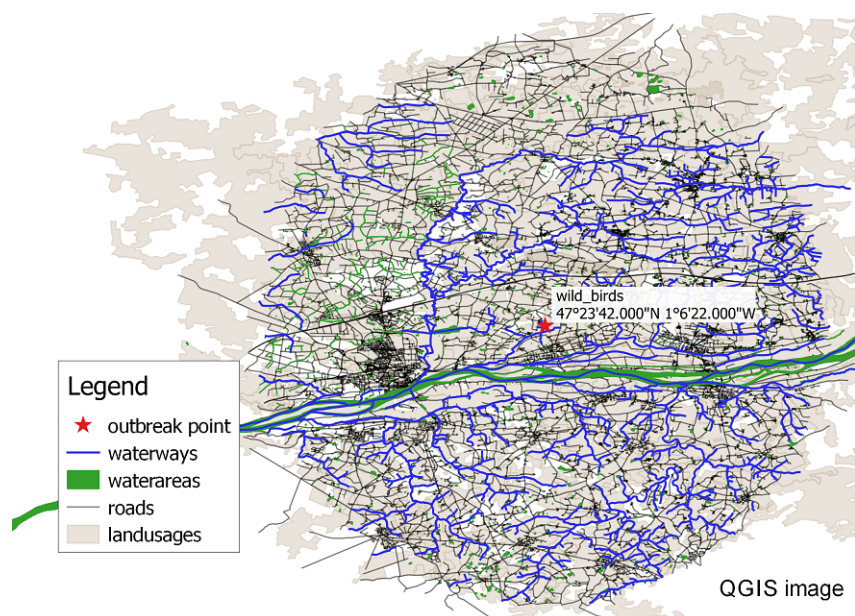 wild_birds
47°23'42.000"N 1°6'22.000"W
Legend
outbreak point
waterways
waterareas
roads
landusages
QGIS image